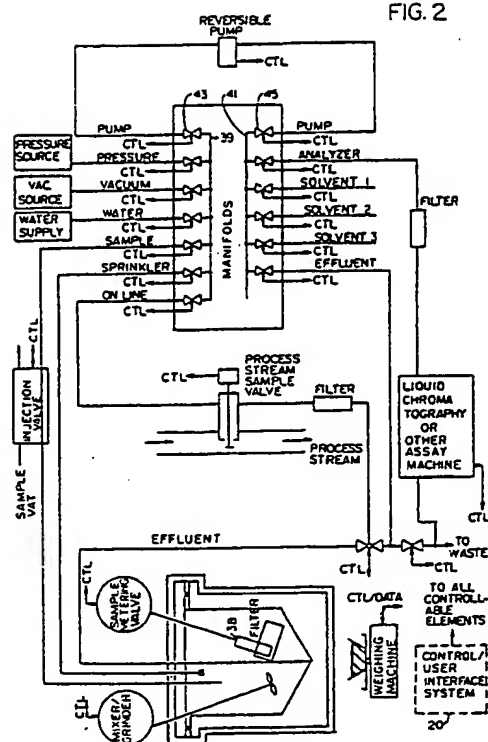 FIG. 2
REVERSIBLE
PUMP
CTL
43
41
45
PUMP
CTL
39
PUMP
CTL
PRESSURE
SOURCE
PRESSURE
CTL
ANALYZER
CTL
VAC
SOURCE
VACUUM
CTL
SOLVENT 1
CTL
FILTER
WATER
SUPPLY
WATER
CTL
SOLVENT 2
CTL
SAMPLE
CTL
SOLVENT 3
CTL
SPRINKLER
CTL
EFFLUENT
CTL
ON LINE
CTL
MANIFOLDS
CTL
INJECTION
VALVE
SAMPLE VAT
CTL
PROCESS
STREAM
SAMPLE
VALVE
FILTER
PROCESS
STREAM
LIQUID
CHROMA
TOGRAPHY
OR
OTHER
ASSAY
MACHINE
CTL
EFFLUENT
CTL
TO
WASTE
CTL
CTL
SAMPLE
METERING
VALVE
38
FILTER
CTL
MIXER/
GRINDER
CTL/DATA
WEIGHING
MACHINE
TO ALL
CONTROLL-
ABLE
ELEMENTS
CONTROL/
USER
INTERFACE
SYSTEM
20